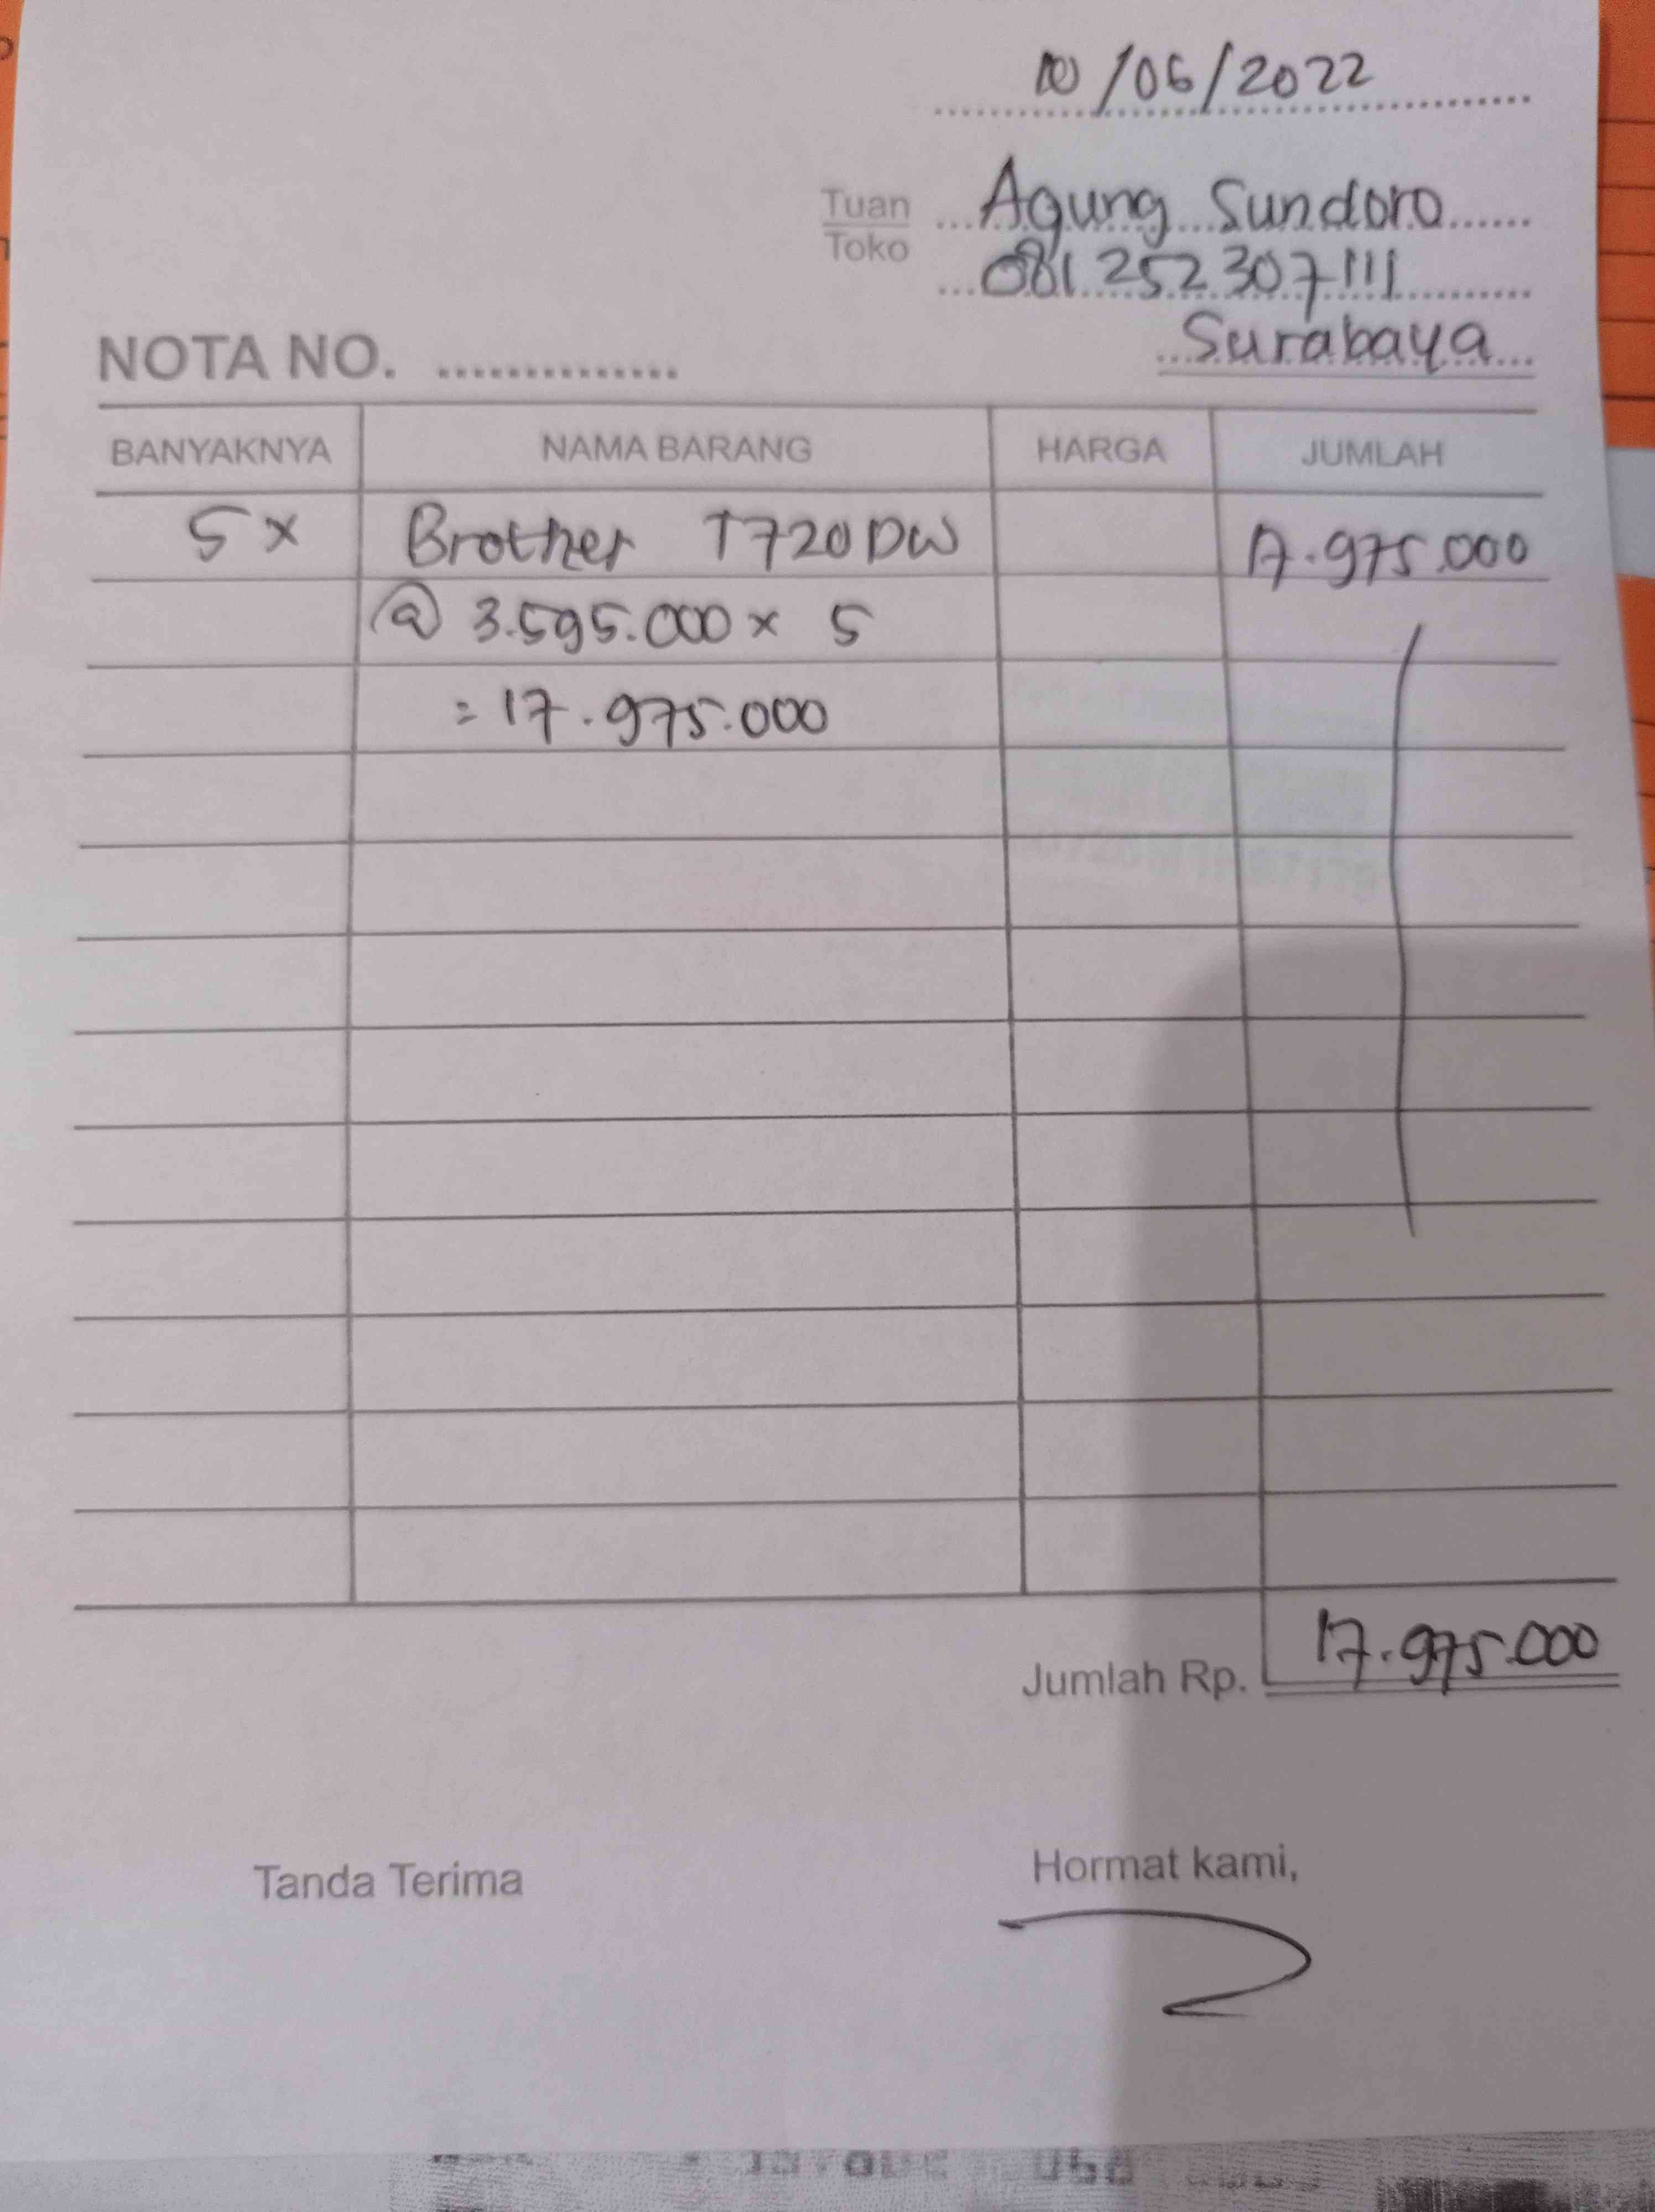 10/06/2022
Tuan Agung Sundoro
Toko 081252307111
Surabaya
NOTA NO. ..............
BANYAKNYA NAMA BARANG HARGA JUMLAH
5x Brother T720DW 17.975.000
@ 3.595.000 x 5
= 17.975.000
Jumlah Rp. 17.975.000
Tanda Terima Hormat kami,